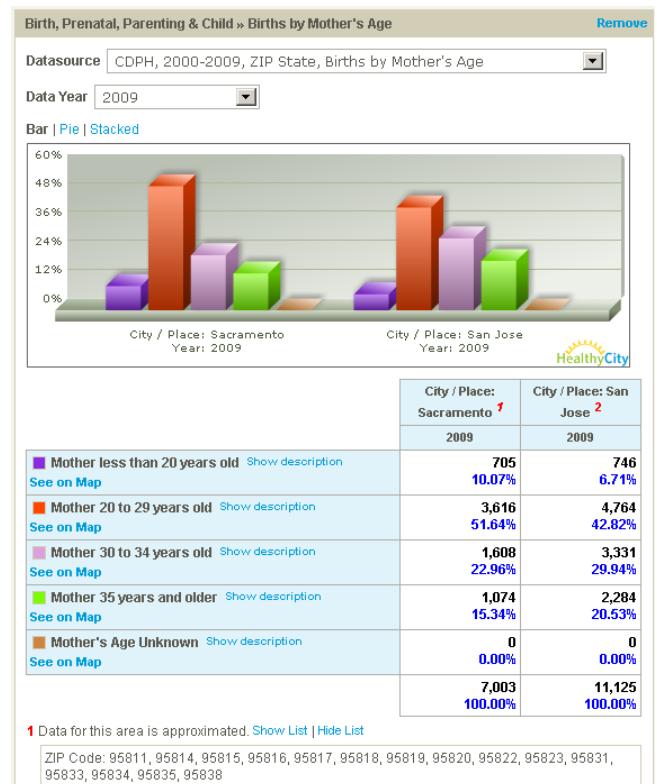 Birth, Prenatal, Parenting & Child » Births by Mother's Age Remove
Datasource CDPH, 2000-2009, ZIP State, Births by Mother's Age
Data Year 2009
Bar | Pie | Stacked
60%
48%
36%
24%
12%
0%
City / Place: Sacramento
Year: 2009
City / Place: San Jose
Year: 2009
HealthyCity
City / Place: Sacramento 1
City / Place: San Jose 2
2009 2009
Mother less than 20 years old Show description 705 746
See on Map 10.07% 6.71%
Mother 20 to 29 years old Show description 3,616 4,764
See on Map 51.64% 42.82%
Mother 30 to 34 years old Show description 1,608 3,331
See on Map 22.96% 29.94%
Mother 35 years and older Show description 1,074 2,284
See on Map 15.34% 20.53%
Mother's Age Unknown Show description 0 0
See on Map 0.00% 0.00%
7,003 11,125
100.00% 100.00%
1 Data for this area is approximated. Show List | Hide List
ZIP Code: 95811, 95814, 95815, 95816, 95817, 95818, 95819, 95820, 95822, 95823, 95831,
95833, 95834, 95835, 95838